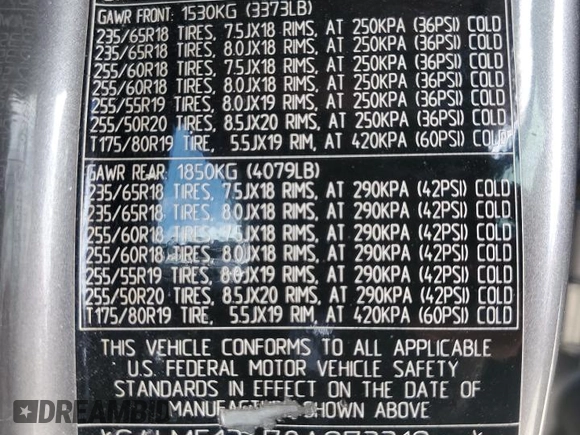 GAWR FRONT: 1530KG (3373LB)
235/65R18 TIRES, 7.5JX18 RIMS, AT 250KPA (36PSI) COLD
235/65R18 TIRES, 8.0JX18 RIMS, AT 250KPA (36PSI) COLD
255/60R18 TIRES, 7.5JX18 RIMS, AT 250KPA (36PSI) COLD
255/60R18 TIRES, 8.0JX18 RIMS, AT 250KPA (36PSI) COLD
255/55R19 TIRES, 8.0JX19 RIMS, AT 250KPA (36PSI) COLD
255/50R20 TIRES, 8.5JX20 RIMS, AT 250KPA (36PSI) COLD
T175/80R19 TIRE, 5.5JX19 RIM, AT 420KPA (60PSI) COLD
GAWR REAR: 1850KG (4079LB)
235/65R18 TIRES, 7.5JX18 RIMS, AT 290KPA (42PSI) COLD
235/65R18 TIRES, 8.0JX18 RIMS, AT 290KPA (42PSI) COLD
255/60R18 TIRES, 7.5JX18 RIMS, AT 290KPA (42PSI) COLD
255/60R18 TIRES, 8.0JX18 RIMS, AT 290KPA (42PSI) COLD
255/55R19 TIRES, 8.0JX19 RIMS, AT 290KPA (42PSI) COLD
255/50R20 TIRES, 8.5JX20 RIMS, AT 290KPA (42PSI) COLD
T175/80R19 TIRE, 5.5JX19 RIM, AT 420KPA (60PSI) COLD
THIS VEHICLE CONFORMS TO ALL APPLICABLE
U.S. FEDERAL MOTOR VEHICLE SAFETY
STANDARDS IN EFFECT ON THE DATE OF
MANUFACTURE SHOWN ABOVE
DREAMBID